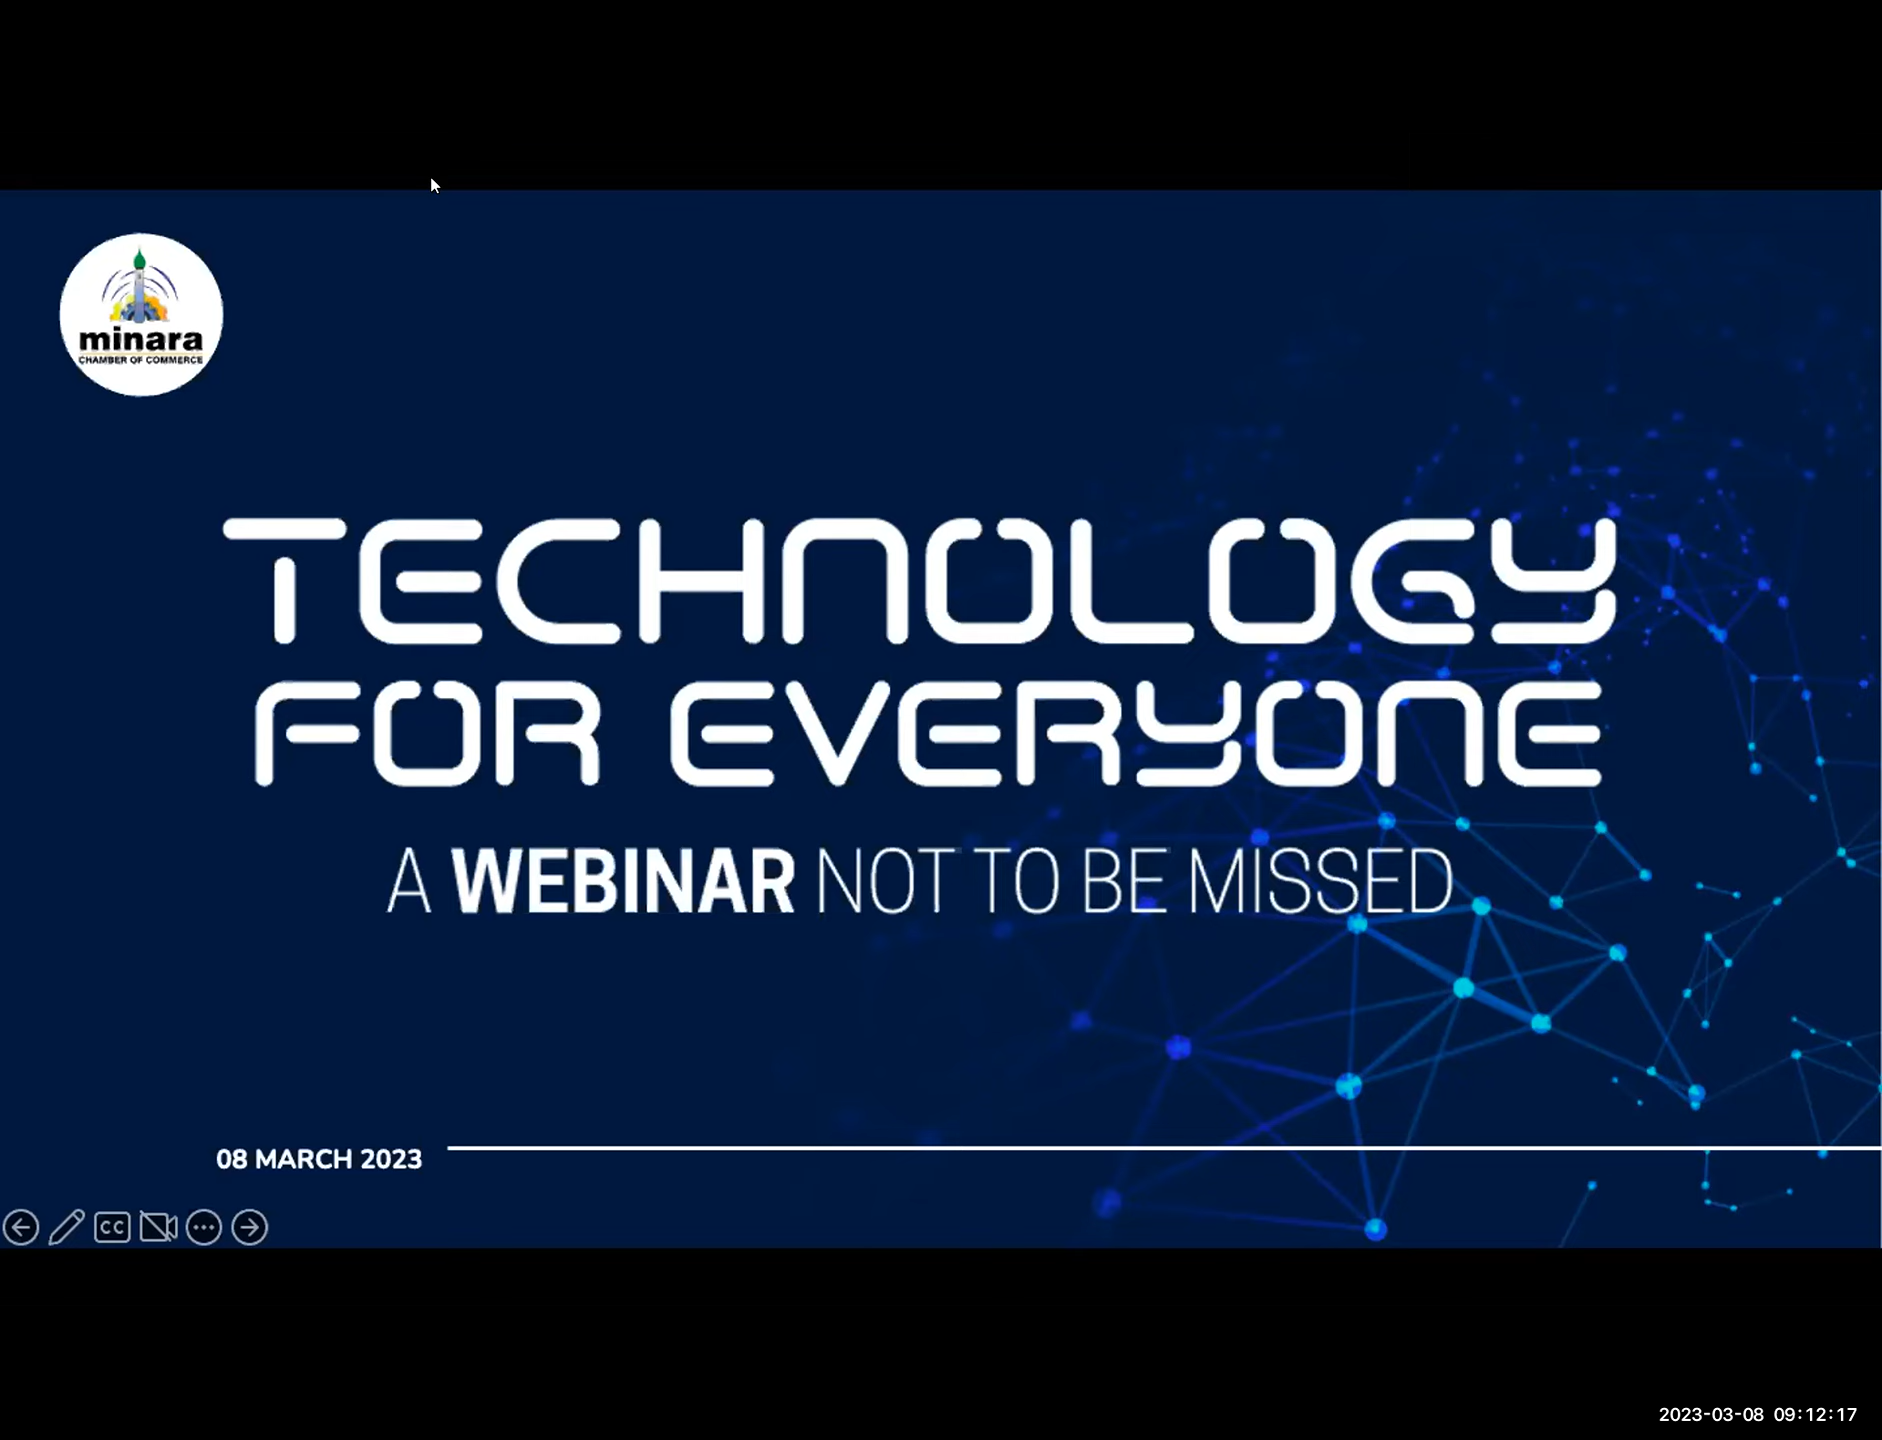 minara
CHAMBER OF COMMERCE
TECHNOLOGY
FOR EVERYONE
A WEBINAR NOT TO BE MISSED
08 MARCH 2023
CC
2023-03-08 09:12:17